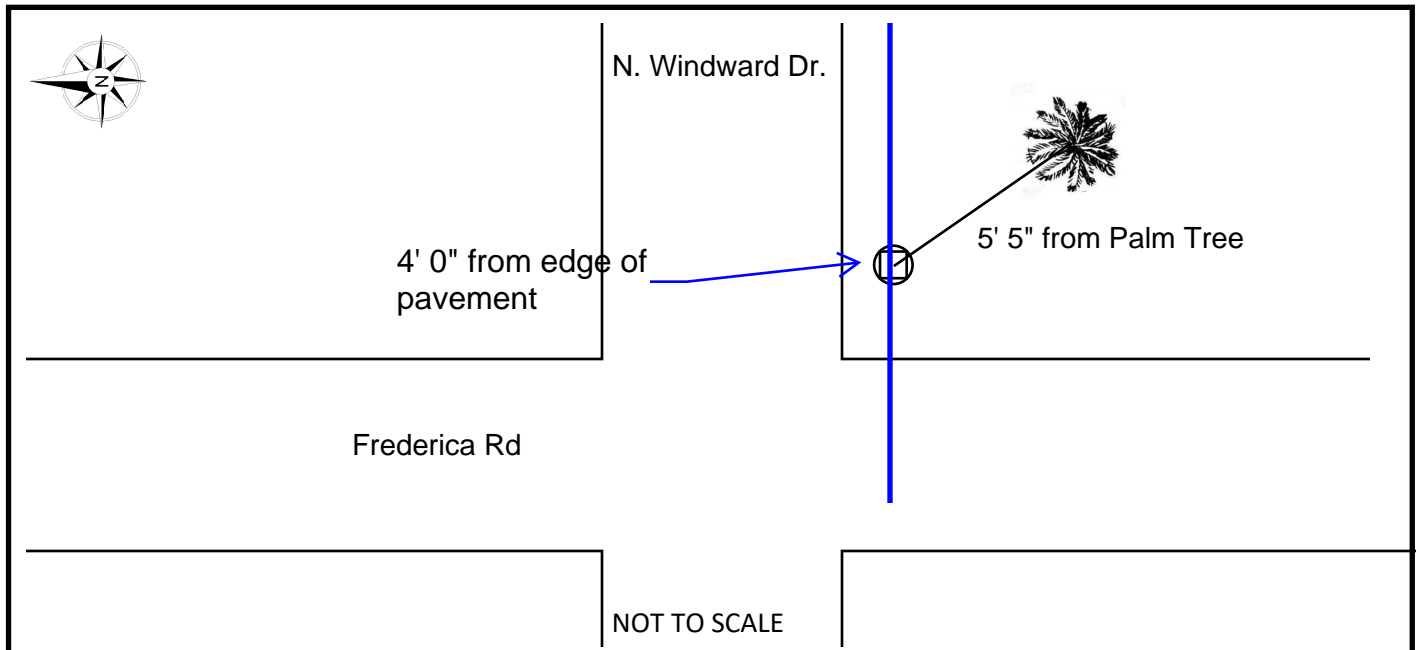 N. Windward Dr.
N
5' 5" from Palm Tree
4' 0" from edge of
pavement
Frederica Rd
NOT TO SCALE